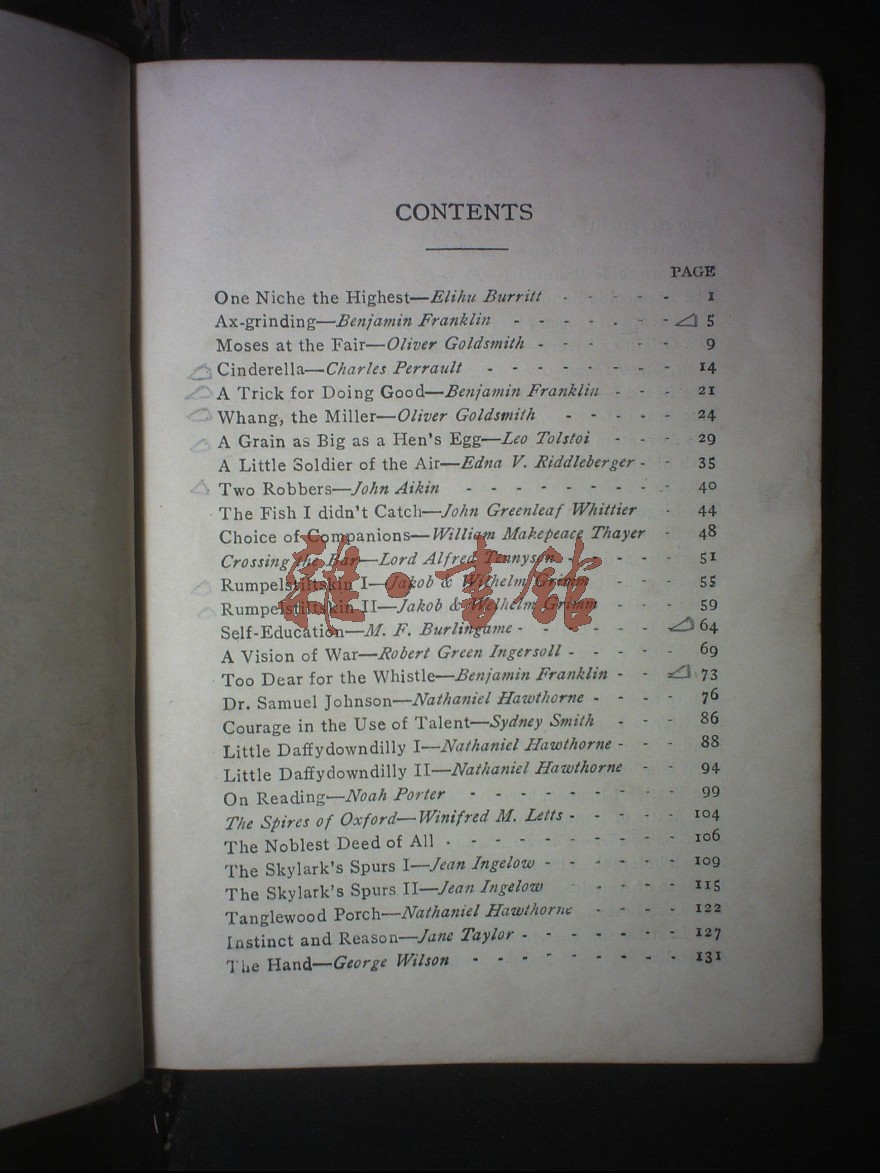 CONTENTS
PAGE
One Niche the Highest—Elihu Burritt - - - - - 1
Ax-grinding—Benjamin Franklin - - - - . - - 5
Moses at the Fair—Oliver Goldsmith - - - - - 9
Cinderella—Charles Perrault - - - - - - - 14
A Trick for Doing Good—Benjamin Franklin - - - 21
Whang, the Miller—Oliver Goldsmith - - - - - 24
A Grain as Big as a Hen's Egg—Leo Tolstoi - - - 29
A Little Soldier of the Air—Edna V. Riddleberger - - 35
Two Robbers—John Aikin - - - - - - - - - 40
The Fish I didn't Catch—John Greenleaf Whittier - 44
Choice of Companions—William Makepeace Thayer - 48
Crossing the Bar—Lord Alfred Tennyson - - - - 51
Rumpelstiltskin I—Jakob & Wilhelm Grimm - - - 55
Rumpelstiltskin II—Jakob & Welhelm Grimm - - - 59
雜·書館
Self-Education—M. F. Burlingame - - - - - - 64
A Vision of War—Robert Green Ingersoll - - - - - 69
Too Dear for the Whistle—Benjamin Franklin - - - 73
Dr. Samuel Johnson—Nathaniel Hawthorne - - - - 76
Courage in the Use of Talent—Sydney Smith - - - 86
Little Daffydowndilly I—Nathaniel Hawthorne - - - 88
Little Daffydowndilly II—Nathaniel Hawthorne - - 94
On Reading—Noah Porter - - - - - - - - - 99
The Spires of Oxford—Winifred M. Letts - - - - - 104
The Noblest Deed of All - - - - - - - - - - 106
The Skylark's Spurs I—Jean Ingelow - - - - - - 109
The Skylark's Spurs II—Jean Ingelow - - - - 115
Tanglewood Porch—Nathaniel Hawthorne - - - - 122
Instinct and Reason—Jane Taylor - - - - - - - 127
The Hand—George Wilson - - - - - - - - - 131